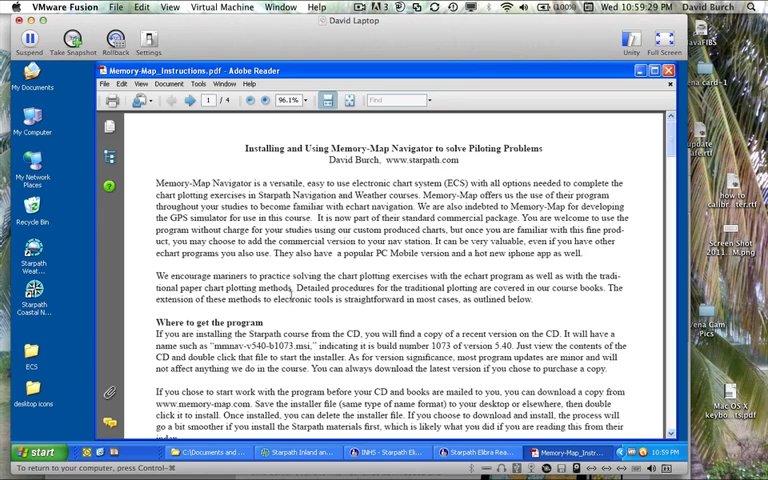 VMware Fusion File Edit View Virtual Machine Window Help
(100%) Wed 10:59:29 PM David Burch
David Laptop
Suspend Take Snapshot Rollback Settings Unity Full Screen
Memory-Map_Instructions.pdf - Adobe Reader
File Edit View Document Tools Window Help
1 / 4 96.1% Find
My Documents
My Computer
My Network
Places
Recycle Bin
Starpath
Weat...
Starpath
Coastal N...
ECS
desktop icons
Installing and Using Memory-Map Navigator to solve Piloting Problems
David Burch, www.starpath.com
Memory-Map Navigator is a versatile, easy to use electronic chart system (ECS) with all options needed to complete the
chart plotting exercises in Starpath Navigation and Weather courses. Memory-Map offers us the use of their program
throughout your studies to become familiar with echart navigation. We are also indebted to Memory-Map for developing
the GPS simulator for use in this course. It is now part of their standard commercial package. You are welcome to use the
program without charge for your studies using our custom produced charts, but once you are familiar with this fine prod-
uct, you may choose to add the commercial version to your nav station. It can be very valuable, even if you have other
echart programs you also use. They also have a popular PC Mobile version and a hot new iphone app as well.
We encourage mariners to practice solving the chart plotting exercises with the echart program as well as with the tradi-
tional paper chart plotting methods. Detailed procedures for the traditional plotting are covered in our course books. The
extension of these methods to electronic tools is straightforward in most cases, as outlined below.
Where to get the program
If you are installing the Starpath course from the CD, you will find a copy of a recent version on the CD. It will have a
name such as "mmnav-v540-b1073.msi," indicating it is build number 1073 of version 5.40. Just view the contents of the
CD and double click that file to start the installer. As for version significance, most program updates are minor and will
not affect anything we do in the course. You can always download the latest version if you chose to purchase a copy.
If you chose to start work with the program before your CD and books are mailed to you, you can download a copy from
www.memory-map.com. Save the installer file (same type of name format) to your desktop or elsewhere, then double
click it to install. Once installed, you can delete the installer file. If you choose to download and install, the process will
go a bit smoother if you install the Starpath materials first, which is likely what you did if you are reading this from their
index.
JavaFIBS
card-1
update
how to
calibr...ter.rtf
Screen Shot
2011...M.png
Vera Cam
Pics
Mac OS X
keybo...ts.pdf
start C:\Documents and ... Starpath Inland an... INHS - Starpath Eli... Starpath Elibra Rea... Memory-Map_Instr... 10:59 PM
To return to your computer, press Control-⌘